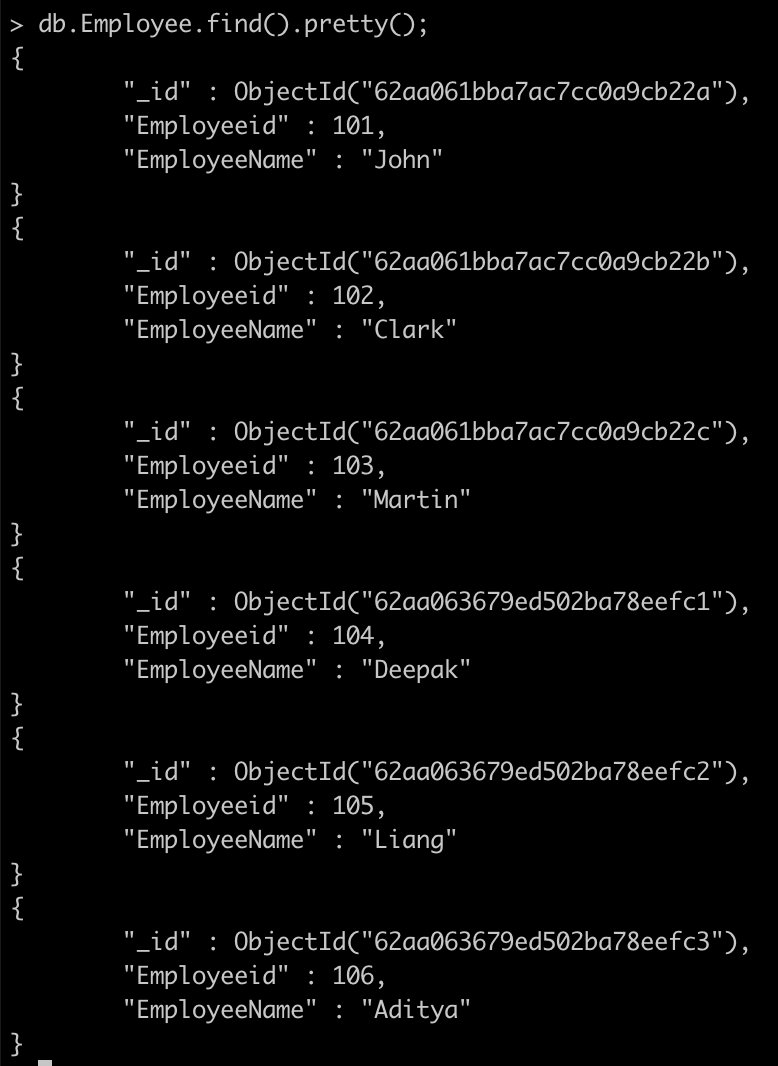 > db.Employee.find().pretty();
{
        "_id" : ObjectId("62aa061bba7ac7cc0a9cb22a"),
        "Employeeid" : 101,
        "EmployeeName" : "John"
}
{
        "_id" : ObjectId("62aa061bba7ac7cc0a9cb22b"),
        "Employeeid" : 102,
        "EmployeeName" : "Clark"
}
{
        "_id" : ObjectId("62aa061bba7ac7cc0a9cb22c"),
        "Employeeid" : 103,
        "EmployeeName" : "Martin"
}
{
        "_id" : ObjectId("62aa063679ed502ba78eefc1"),
        "Employeeid" : 104,
        "EmployeeName" : "Deepak"
}
{
        "_id" : ObjectId("62aa063679ed502ba78eefc2"),
        "Employeeid" : 105,
        "EmployeeName" : "Liang"
}
{
        "_id" : ObjectId("62aa063679ed502ba78eefc3"),
        "Employeeid" : 106,
        "EmployeeName" : "Aditya"
}